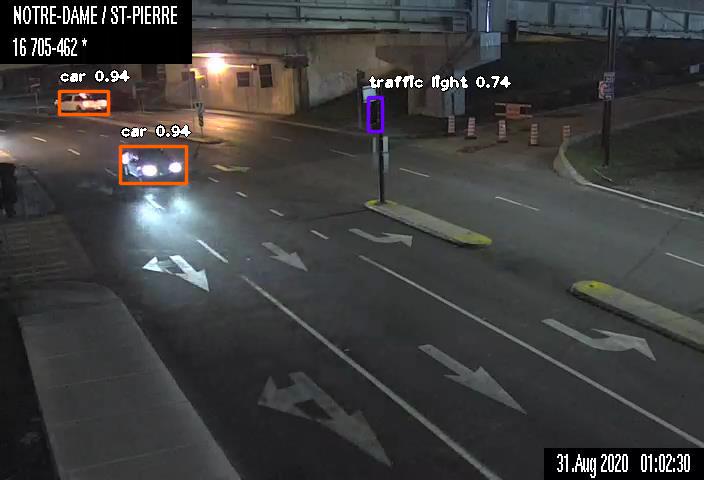 NOTRE-DAME / ST-PIERRE
16 705-462 *
car 0.94
traffic light 0.74
car 0.94
31.Aug 2020 01:02:30